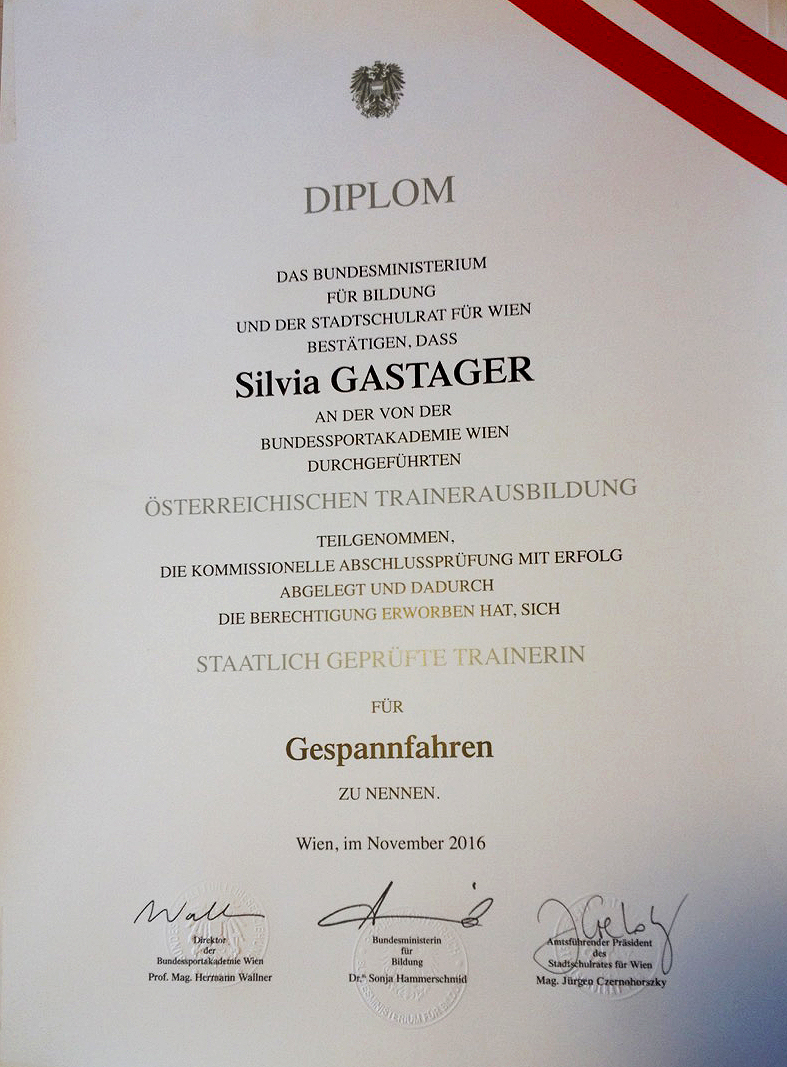 DIPLOM
DAS BUNDESMINISTERIUM
FÜR BILDUNG
UND DER STADTSCHULRAT FÜR WIEN
BESTÄTIGEN, DASS
Silvia GASTAGER
AN DER VON DER
BUNDESSPORTAKADEMIE WIEN
DURCHGEFÜHRTEN
ÖSTERREICHISCHEN TRAINERAUSBILDUNG
TEILGENOMMEN,
DIE KOMMISSIONELLE ABSCHLUSSPRÜFUNG MIT ERFOLG
ABGELEGT UND DADURCH
DIE BERECHTIGUNG ERWORBEN HAT, SICH
STAATLICH GEPRÜFTE TRAINERIN
FÜR
Gespannfahren
ZU NENNEN.
Wien, im November 2016
Direktor
der
Bundessportakademie Wien
Prof. Mag. Hermann Wallner
Bundesministerin
für
Bildung
Dr.ⁱⁿ Sonja Hammerschmid
Amtsführender Präsident
des
Stadtschulrates für Wien
Mag. Jürgen Czernohorszky